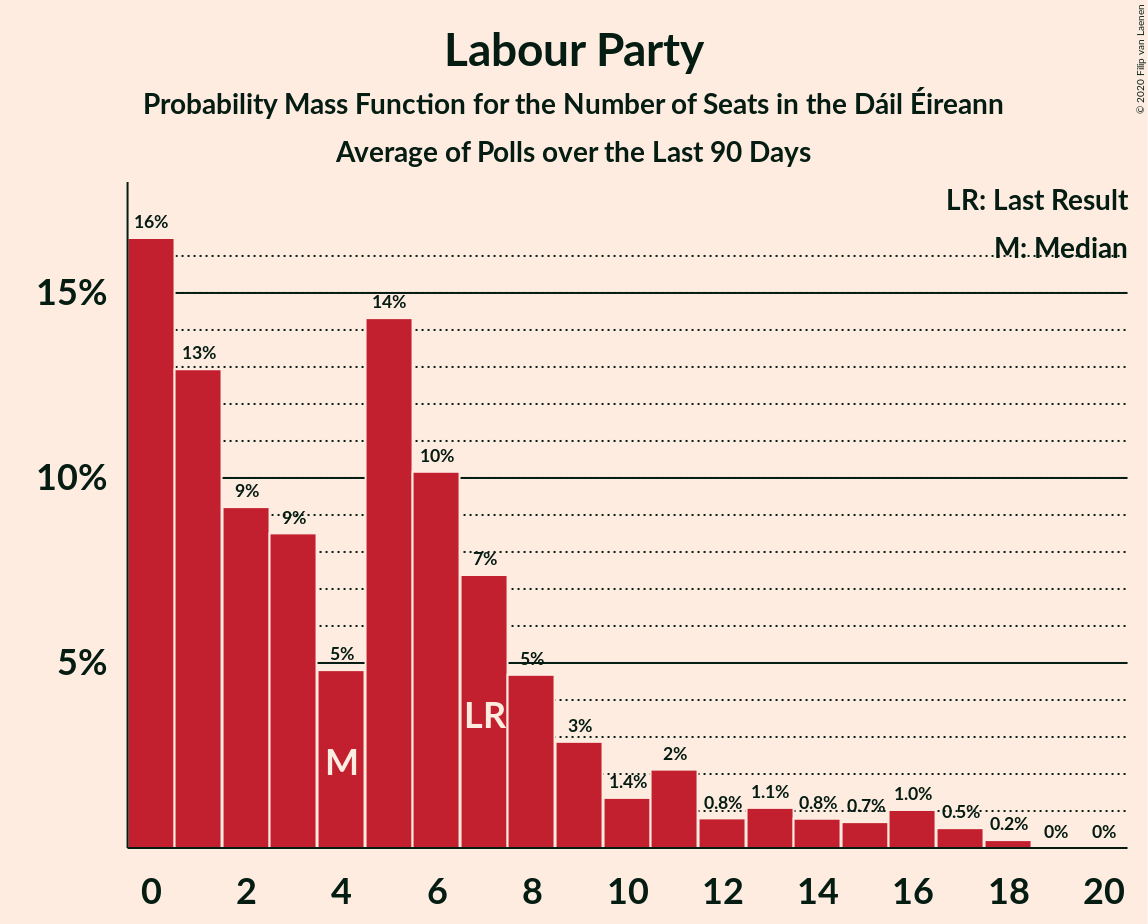 Labour Party
Probability Mass Function for the Number of Seats in the Dáil Éireann
Average of Polls over the Last 90 Days
© 2020 Filip van Laenen
LR: Last Result
M: Median
15%
10%
5%
16%
13%
9%
9%
5%
14%
10%
7%
5%
3%
1.4%
2%
0.8%
1.1%
0.8%
0.7%
1.0%
0.5%
0.2%
0%
0%
M
LR
0 2 4 6 8 10 12 14 16 18 20